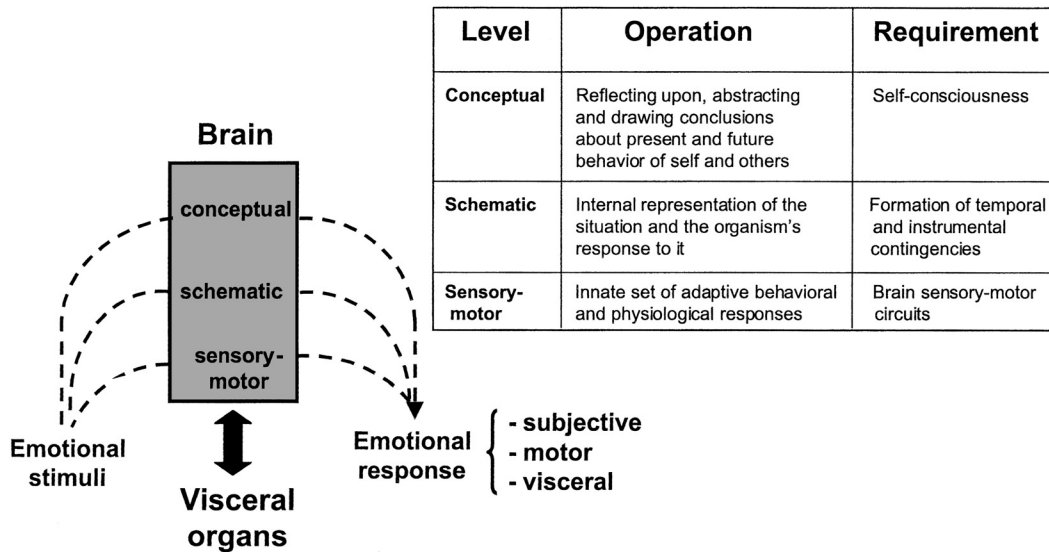 Level
Operation
Requirement
Conceptual
Reflecting upon, abstracting
and drawing conclusions
about present and future
behavior of self and others
Self-consciousness
Schematic
Internal representation of the
situation and the organism's
response to it
Formation of temporal
and instrumental
contingencies
Sensory-
motor
Innate set of adaptive behavioral
and physiological responses
Brain sensory-motor
circuits
Brain
conceptual
schematic
sensory-
motor
Emotional
stimuli
Visceral
organs
Emotional
response
- subjective
- motor
- visceral